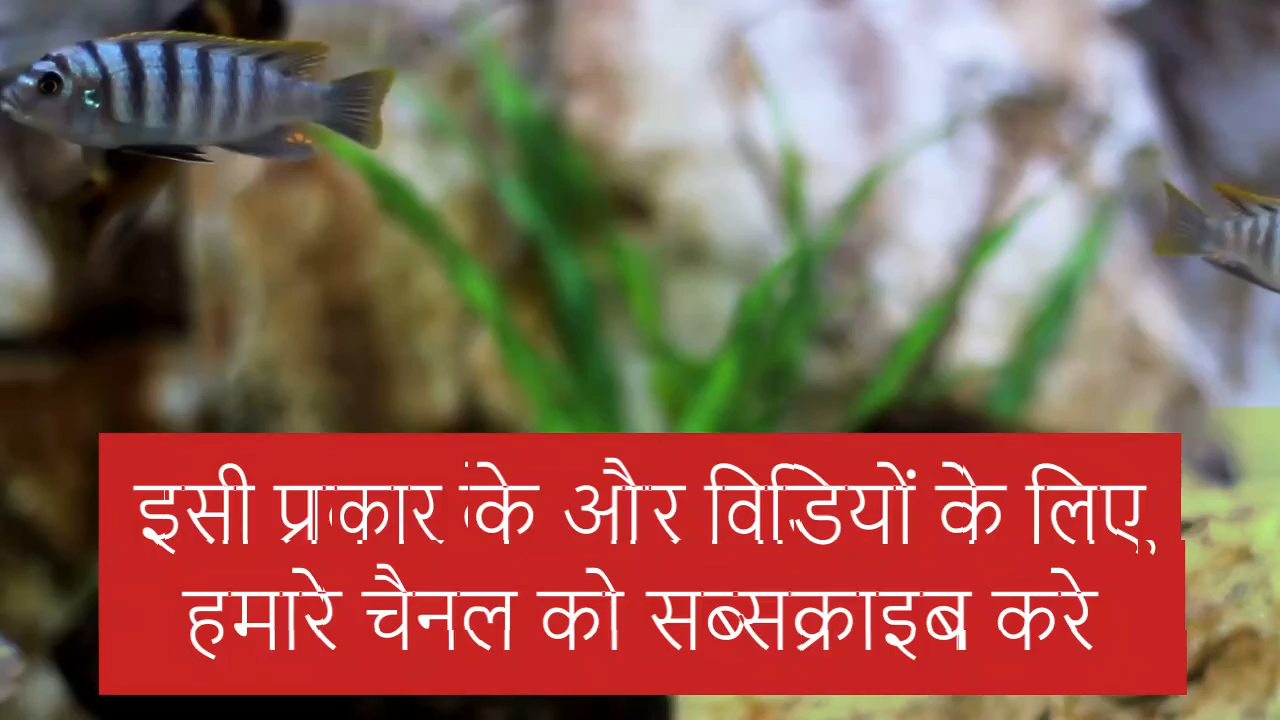 इसी प्रकार के और विडियों के लिए,
हमारे चैनल को सब्सक्राइब करे